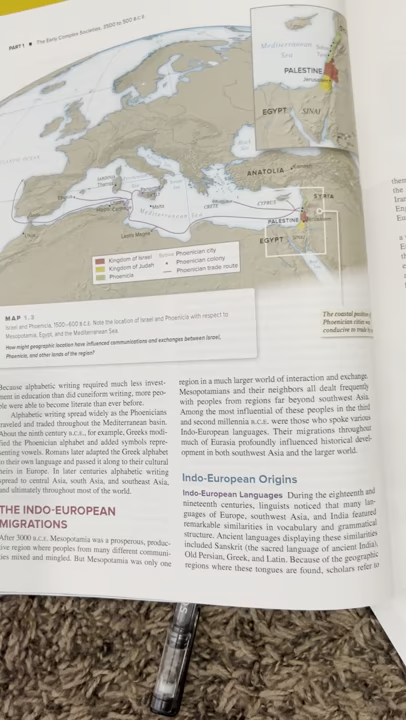 PART 1 ■ The Early Complex Societies, 3500 to 500 B.C.E.
Mediterranean
Sea
PALESTINE
Jerusalem
EGYPT
SINAI
ATLANTIC OCEAN
Black
Sea
ANATOLIA
SYRIA
CYPRUS
CRETE
Malta
Utica
Mediterranean Sea
Leptis Magna
Lixus
PALESTINE
EGYPT
SINAI
Kingdom of Israel
Kingdom of Judah
Phoenicia
Phoenician city
Phoenician colony
Phoenician trade route
MAP 1.3
Israel and Phoenicia, 1500–600 B.C.E. Note the location of Israel and Phoenicia with respect to
Mesopotamia, Egypt, and the Mediterranean Sea.
How might geographic location have influenced communications and exchanges between Israel,
Phoenicia, and other lands of the region?
The coastal position
Phoenician cities
conducive to trade
Because alphabetic writing required much less invest-
ment in education than did cuneiform writing, more peo-
ple were able to become literate than ever before.
Alphabetic writing spread widely as the Phoenicians
traveled and traded throughout the Mediterranean basin.
About the ninth century B.C.E., for example, Greeks modi-
fied the Phoenician alphabet and added symbols repre-
senting vowels. Romans later adapted the Greek alphabet
to their own language and passed it along to their cultural
heirs in Europe. In later centuries alphabetic writing
spread to central Asia, south Asia, and southeast Asia,
and ultimately throughout most of the world.
THE INDO-EUROPEAN
MIGRATIONS
After 3000 B.C.E. Mesopotamia was a prosperous, produc-
tive region where peoples from many different communi-
ties mixed and mingled. But Mesopotamia was only one
region in a much larger world of interaction and exchange.
Mesopotamians and their neighbors all dealt frequently
with peoples from regions far beyond southwest Asia.
Among the most influential of these peoples in the third
and second millennia B.C.E. were those who spoke various
Indo-European languages. Their migrations throughout
much of Eurasia profoundly influenced historical devel-
opment in both southwest Asia and the larger world.
Indo-European Origins
Indo-European Languages During the eighteenth and
nineteenth centuries, linguists noticed that many lan-
guages of Europe, southwest Asia, and India featured
remarkable similarities in vocabulary and grammatical
structure. Ancient languages displaying these similarities
included Sanskrit (the sacred language of ancient India),
Old Persian, Greek, and Latin. Because of the geographic
regions where these tongues are found, scholars refer to